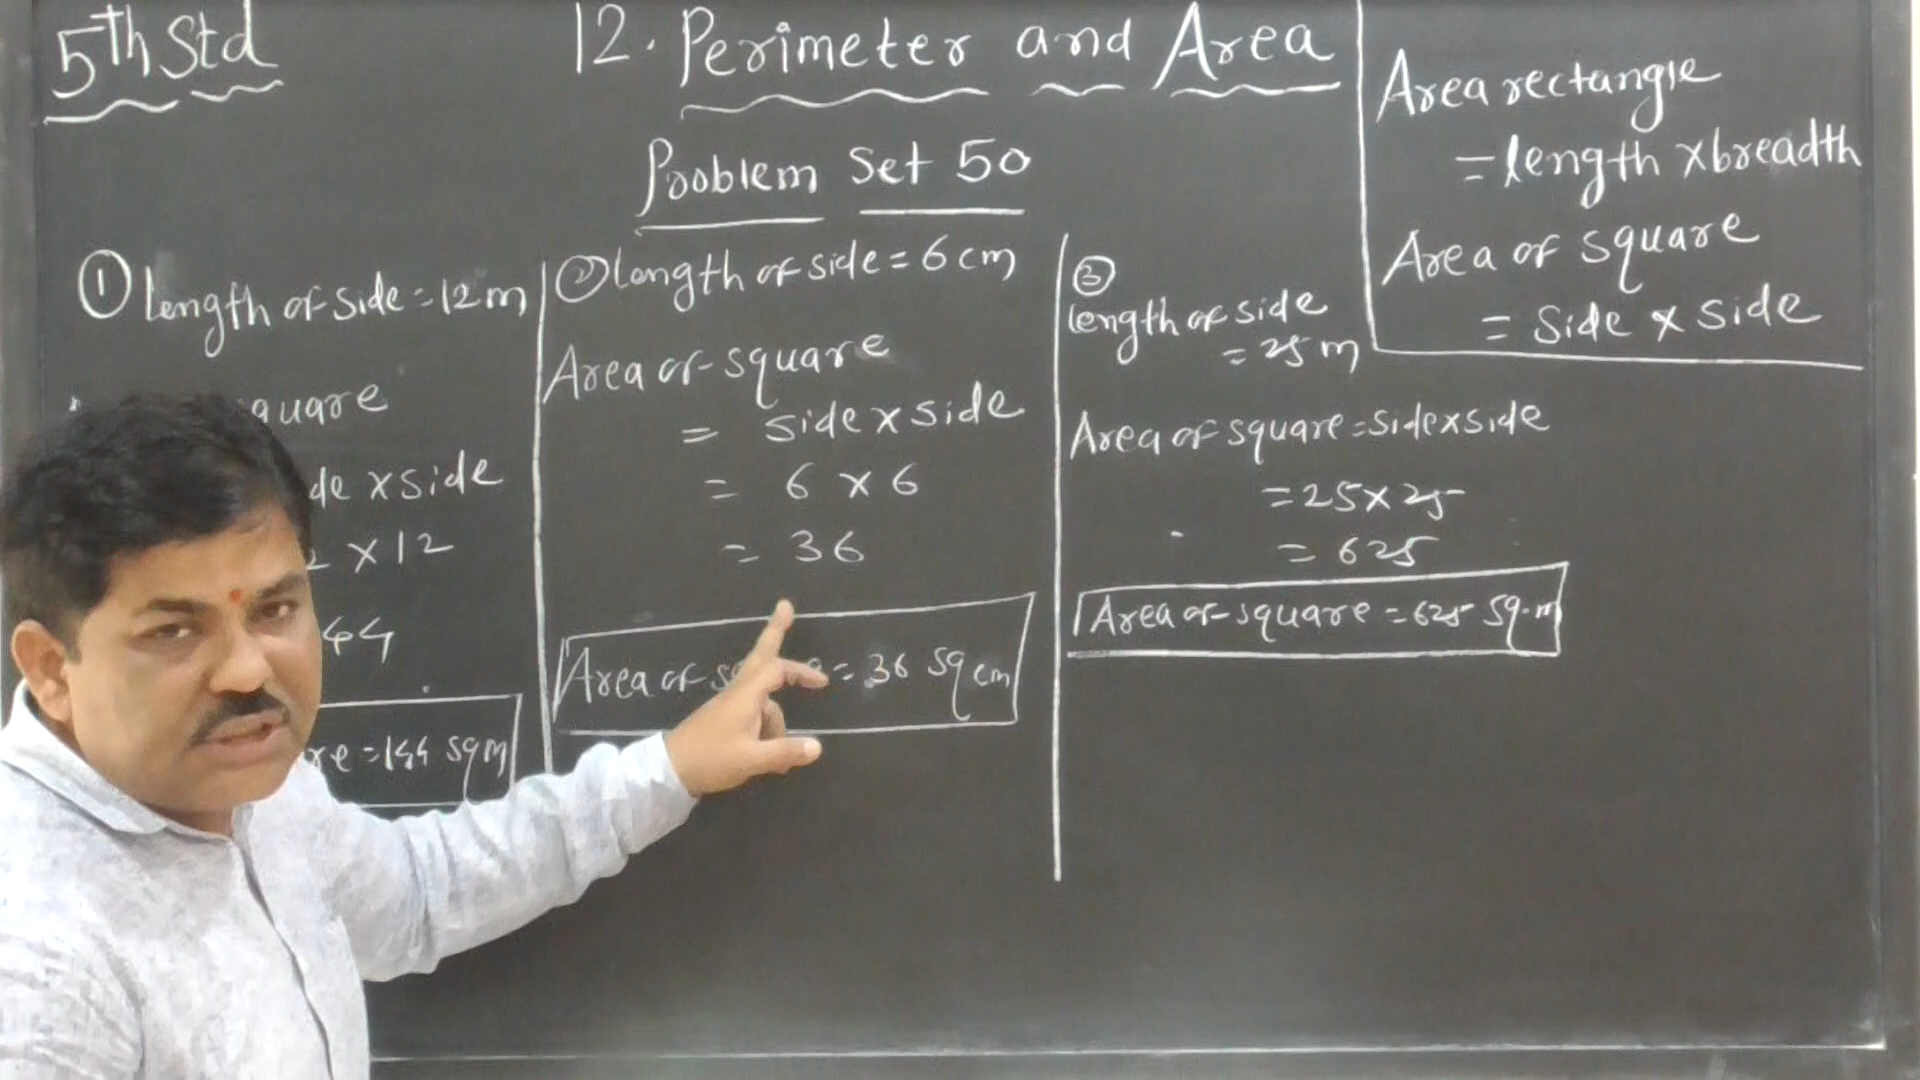 5th Std
12. Perimeter and Area
Problem Set 50
Area rectangle
= length × breadth
Area of square
= Side × side
① length of side = 12 m
quare
de × side
2 × 12
44
re = 144 sq m
② length of side = 6 cm
Area of square
= side × side
= 6 × 6
= 36
Area of = 36 sq cm
③
length of side
= 25 m
Area of square = side × side
= 25 × 25
= 625
Area of square = 625 sq. m